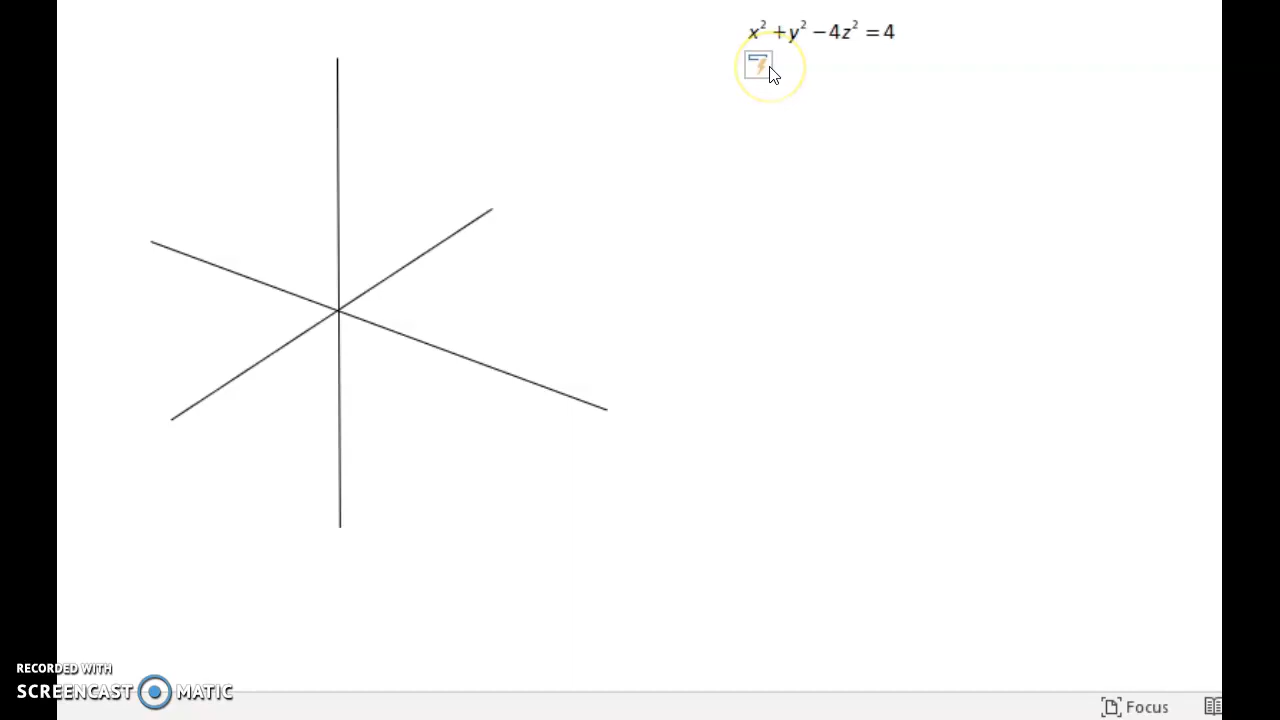 x² + y² − 4z² = 4
RECORDED WITH
SCREENCAST MATIC
Focus